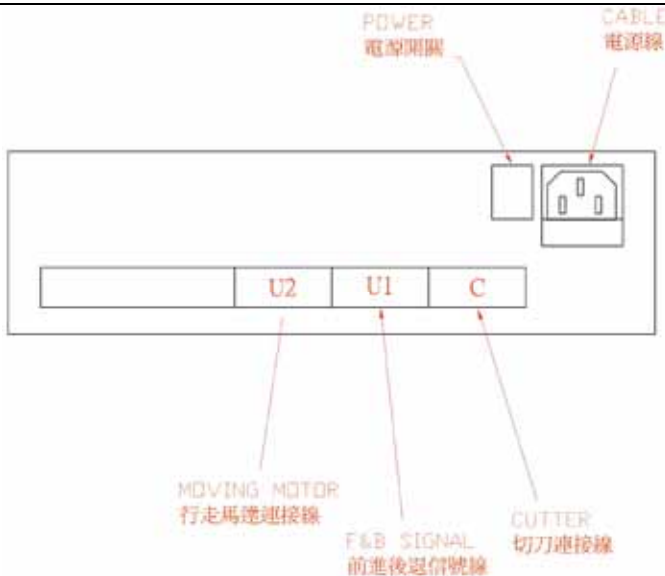 POWER
電源開關
CABLE
電源線
U2
U1
C
MOVING MOTOR
行走馬達連接線
F&B SIGNAL
前進後退信號線
CUTTER
切刀連接線